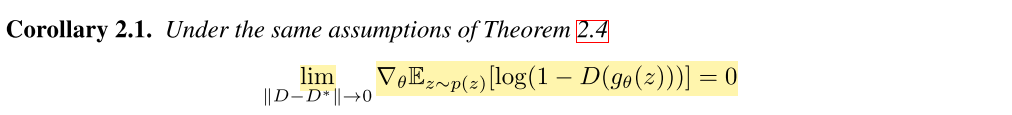 Corollary 2.1. Under the same assumptions of Theorem 2.4
lim ∇θ𝔼z∼p(z)[log(1 − D(gθ(z)))] = 0
‖D−D*‖→0